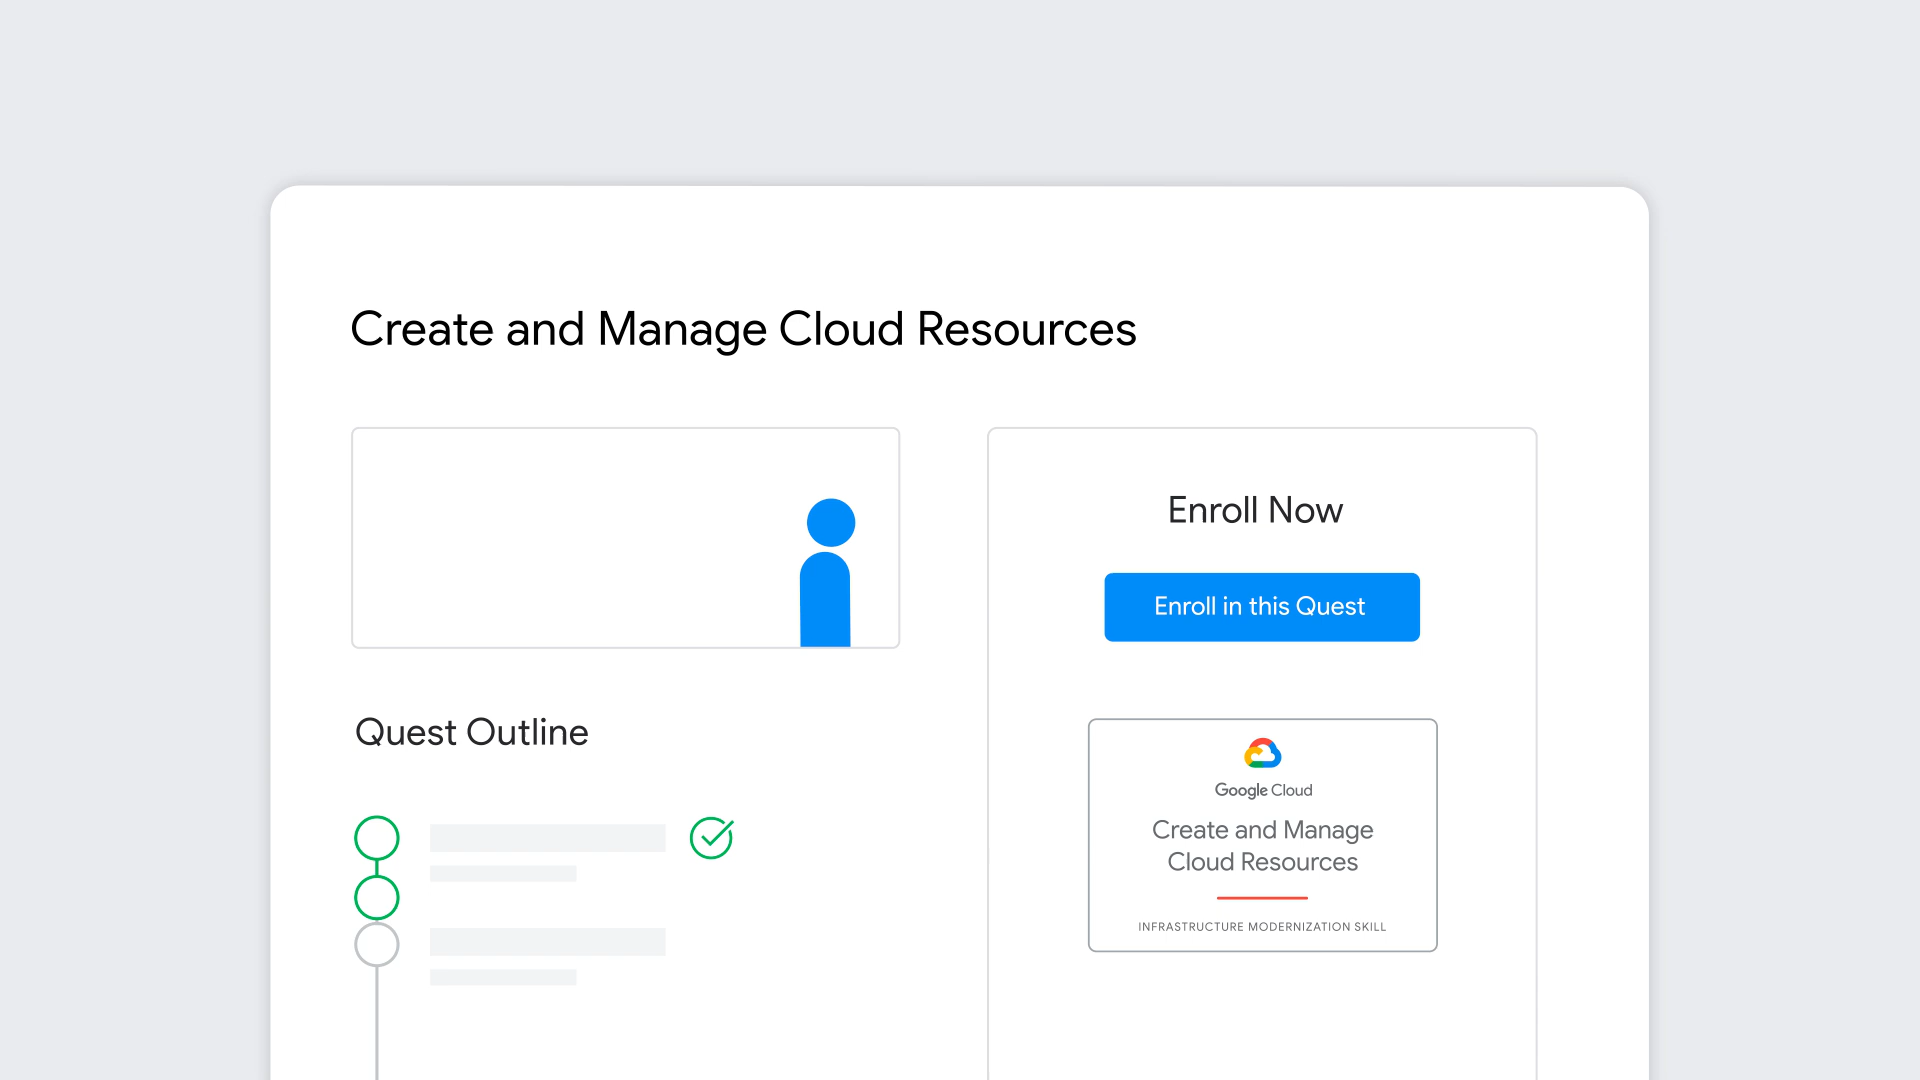 Create and Manage Cloud Resources
Enroll Now
Enroll in this Quest
Quest Outline
Google Cloud
Create and Manage
Cloud Resources
INFRASTRUCTURE MODERNIZATION SKILL